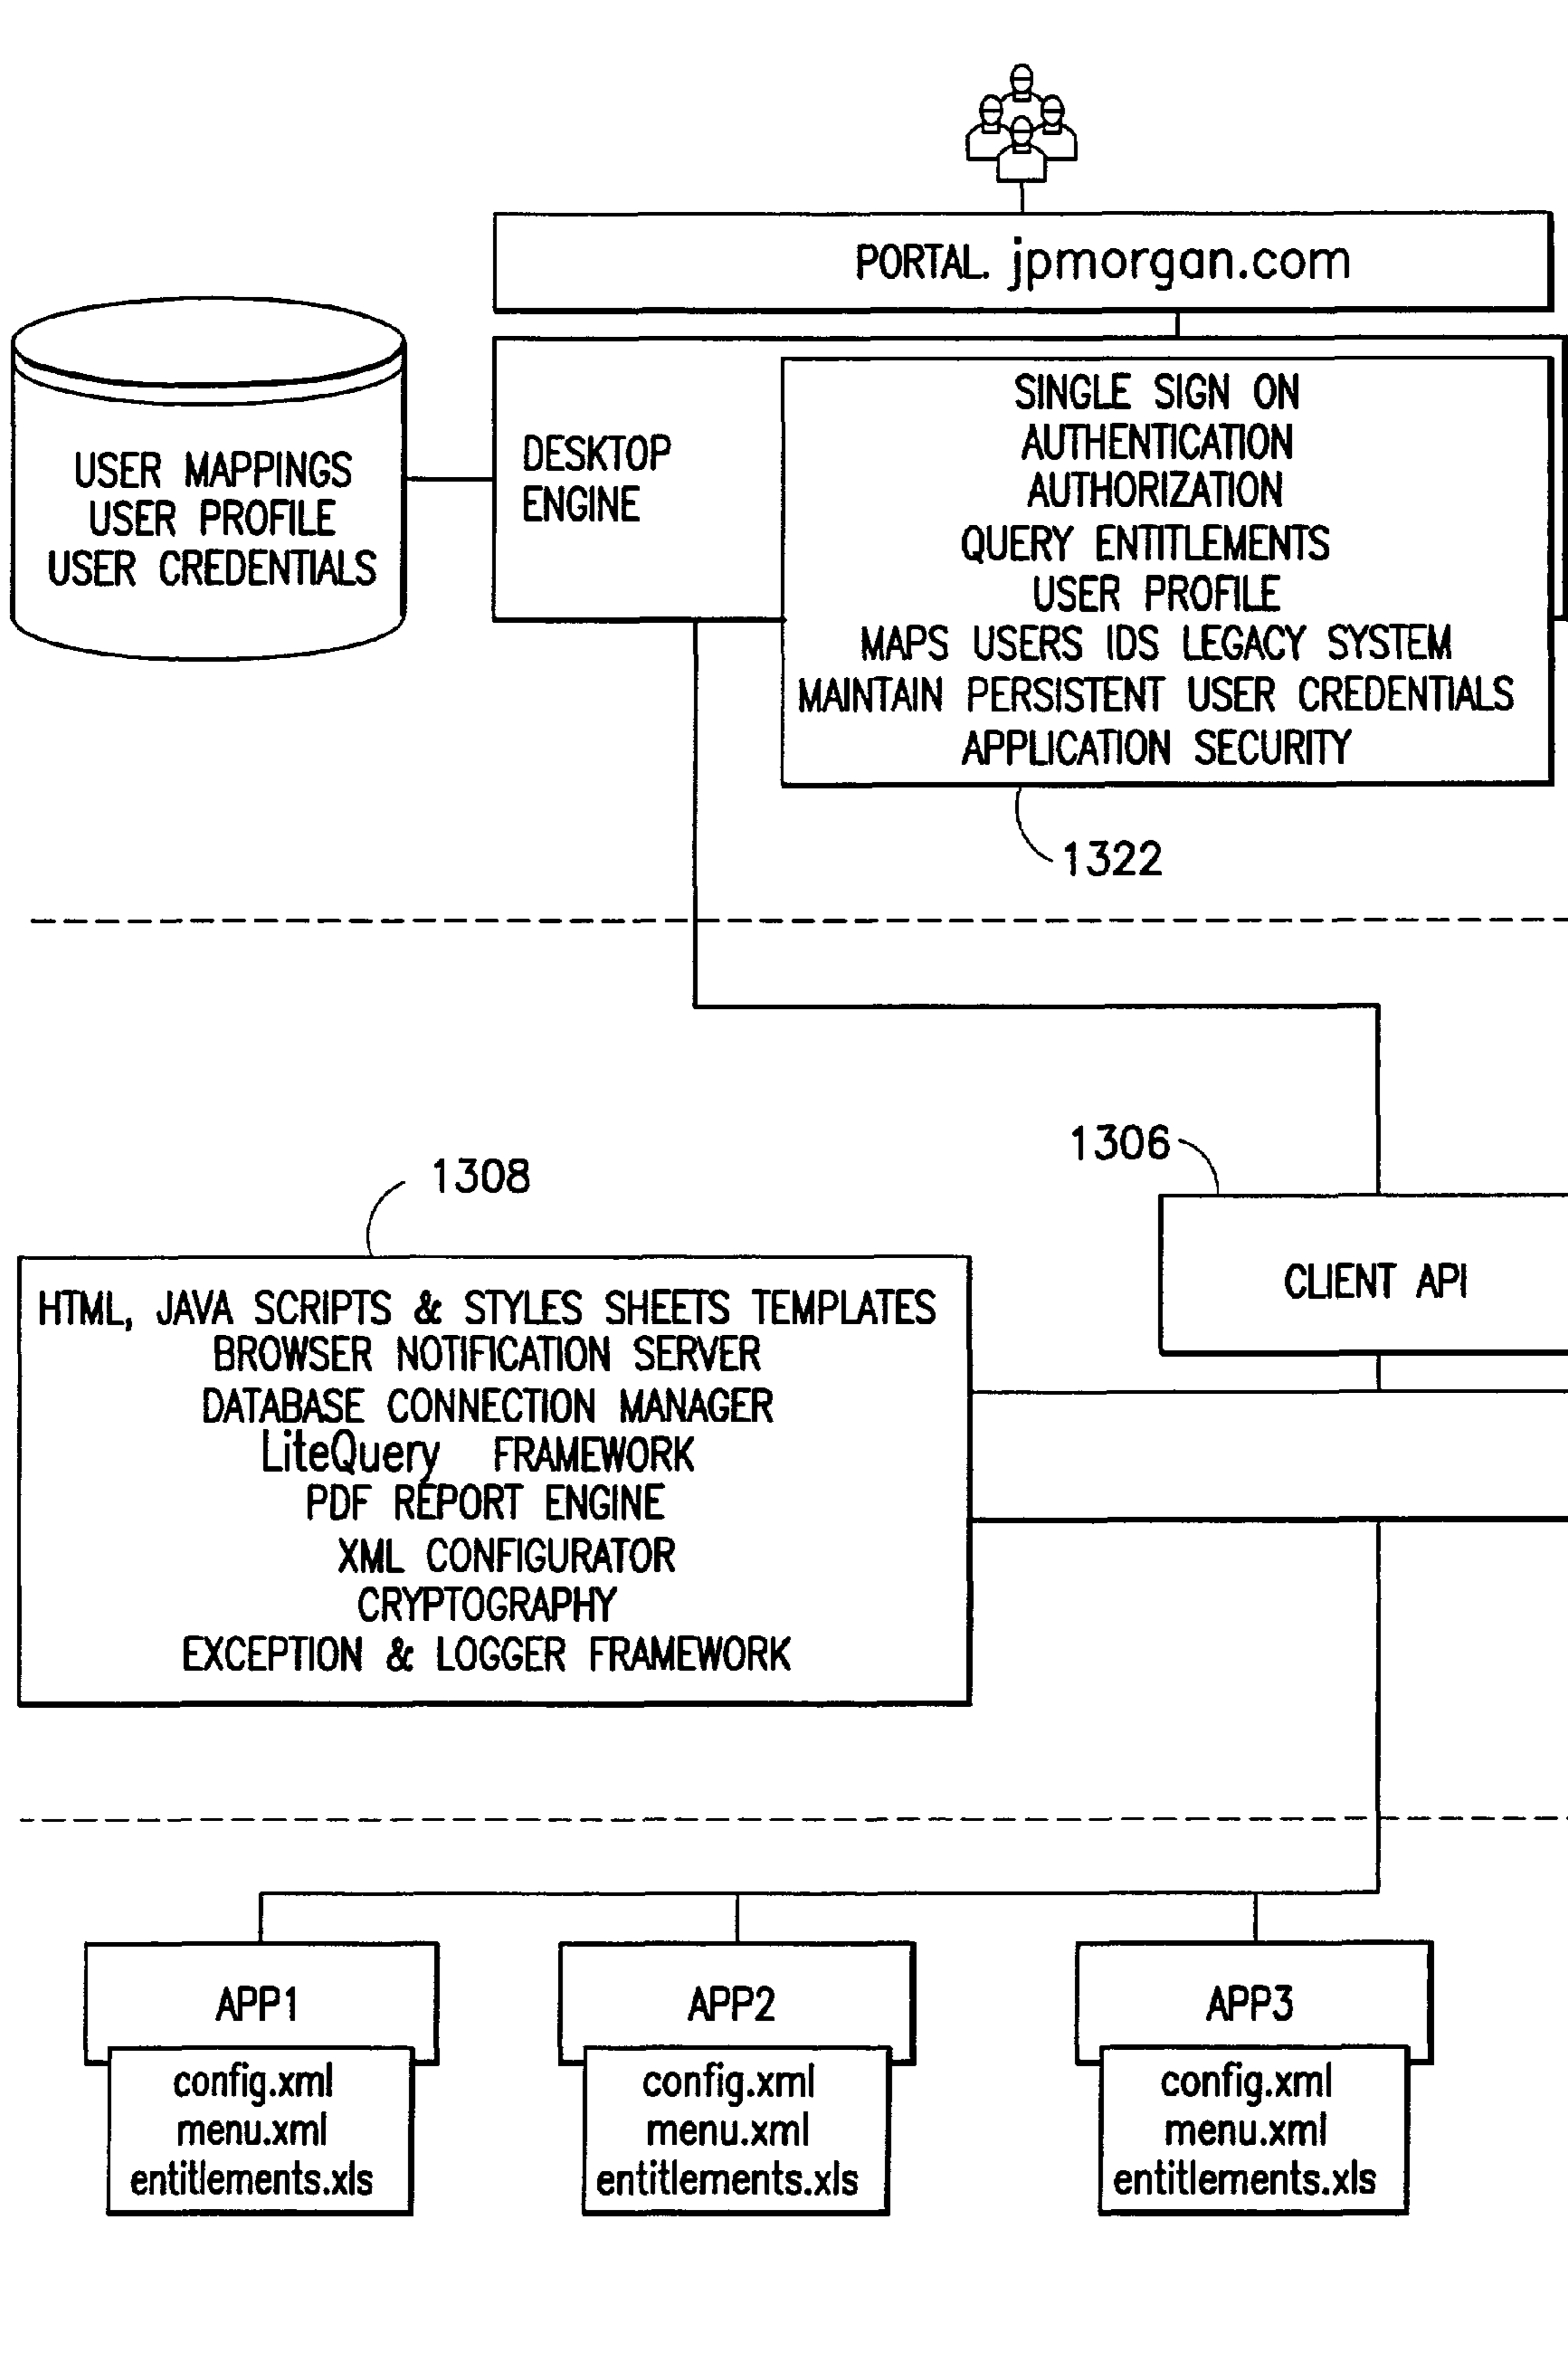 PORTAL. jpmorgan.com
USER MAPPINGS
USER PROFILE
USER CREDENTIALS
DESKTOP
ENGINE
SINGLE SIGN ON
AUTHENTICATION
AUTHORIZATION
QUERY ENTITLEMENTS
USER PROFILE
MAPS USERS IDS LEGACY SYSTEM
MAINTAIN PERSISTENT USER CREDENTIALS
APPLICATION SECURITY
1322
1308
1306
HTML, JAVA SCRIPTS & STYLES SHEETS TEMPLATES
BROWSER NOTIFICATION SERVER
DATABASE CONNECTION MANAGER
LiteQuery FRAMEWORK
PDF REPORT ENGINE
XML CONFIGURATOR
CRYPTOGRAPHY
EXCEPTION & LOGGER FRAMEWORK
CLIENT API
APP1
config.xml
menu.xml
entitlements.xls
APP2
config.xml
menu.xml
entitlements.xls
APP3
config.xml
menu.xml
entitlements.xls